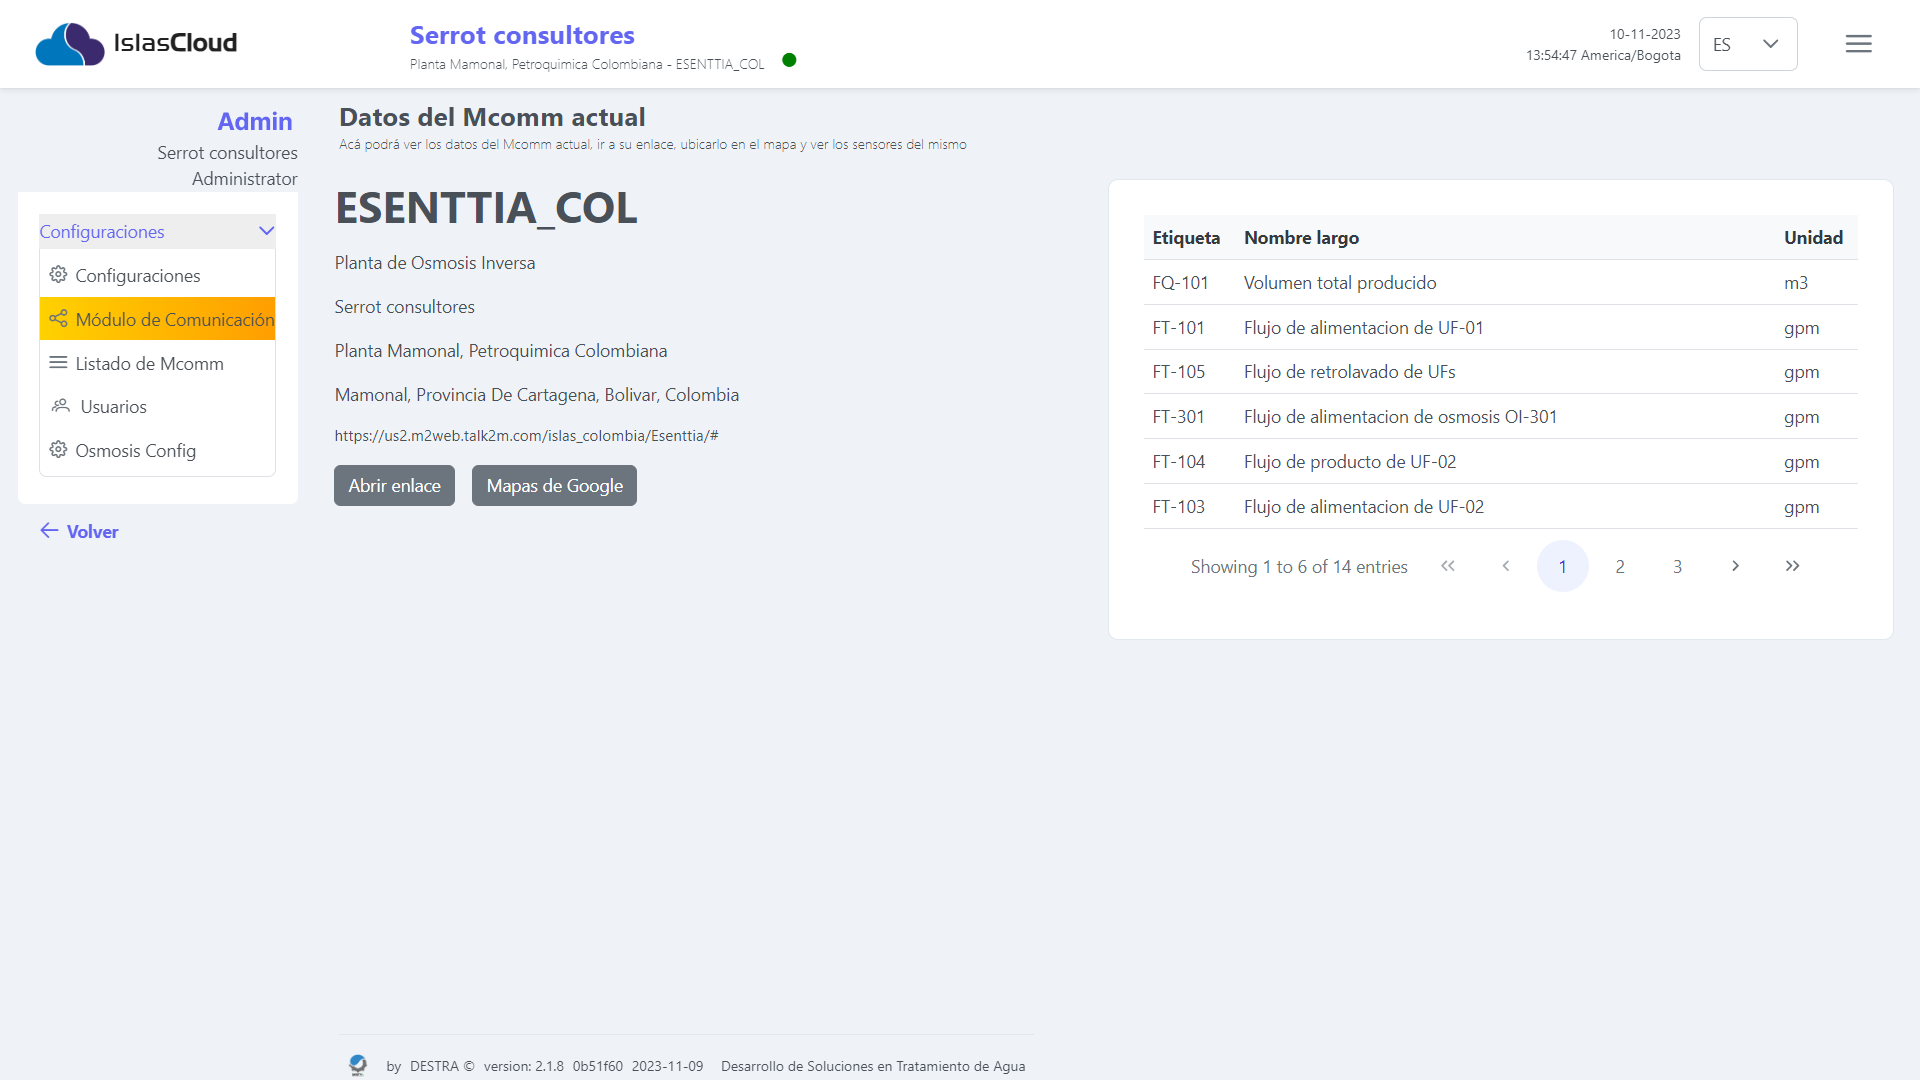 IslasCloud
Serrot consultores
Planta Mamonal, Petroquimica Colombiana - ESENTTIA_COL
10-11-2023
13:54:47 America/Bogota
ES
Admin
Serrot consultores
Administrator
Configuraciones
Configuraciones
Módulo de Comunicación
Listado de Mcomm
Usuarios
Osmosis Config
Volver
Datos del Mcomm actual
Acá podrá ver los datos del Mcomm actual, ir a su enlace, ubicarlo en el mapa y ver los sensores del mismo
ESENTTIA_COL
Planta de Osmosis Inversa
Serrot consultores
Planta Mamonal, Petroquimica Colombiana
Mamonal, Provincia De Cartagena, Bolivar, Colombia
https://us2.m2web.talk2m.com/islas_colombia/Esenttia/#
Abrir enlace Mapas de Google
Etiqueta Nombre largo Unidad
FQ-101 Volumen total producido m3
FT-101 Flujo de alimentacion de UF-01 gpm
FT-105 Flujo de retrolavado de UFs gpm
FT-301 Flujo de alimentacion de osmosis OI-301 gpm
FT-104 Flujo de producto de UF-02 gpm
FT-103 Flujo de alimentacion de UF-02 gpm
Showing 1 to 6 of 14 entries « ‹ 1 2 3 › »
by DESTRA © version: 2.1.8 0b51f60 2023-11-09 Desarrollo de Soluciones en Tratamiento de Agua